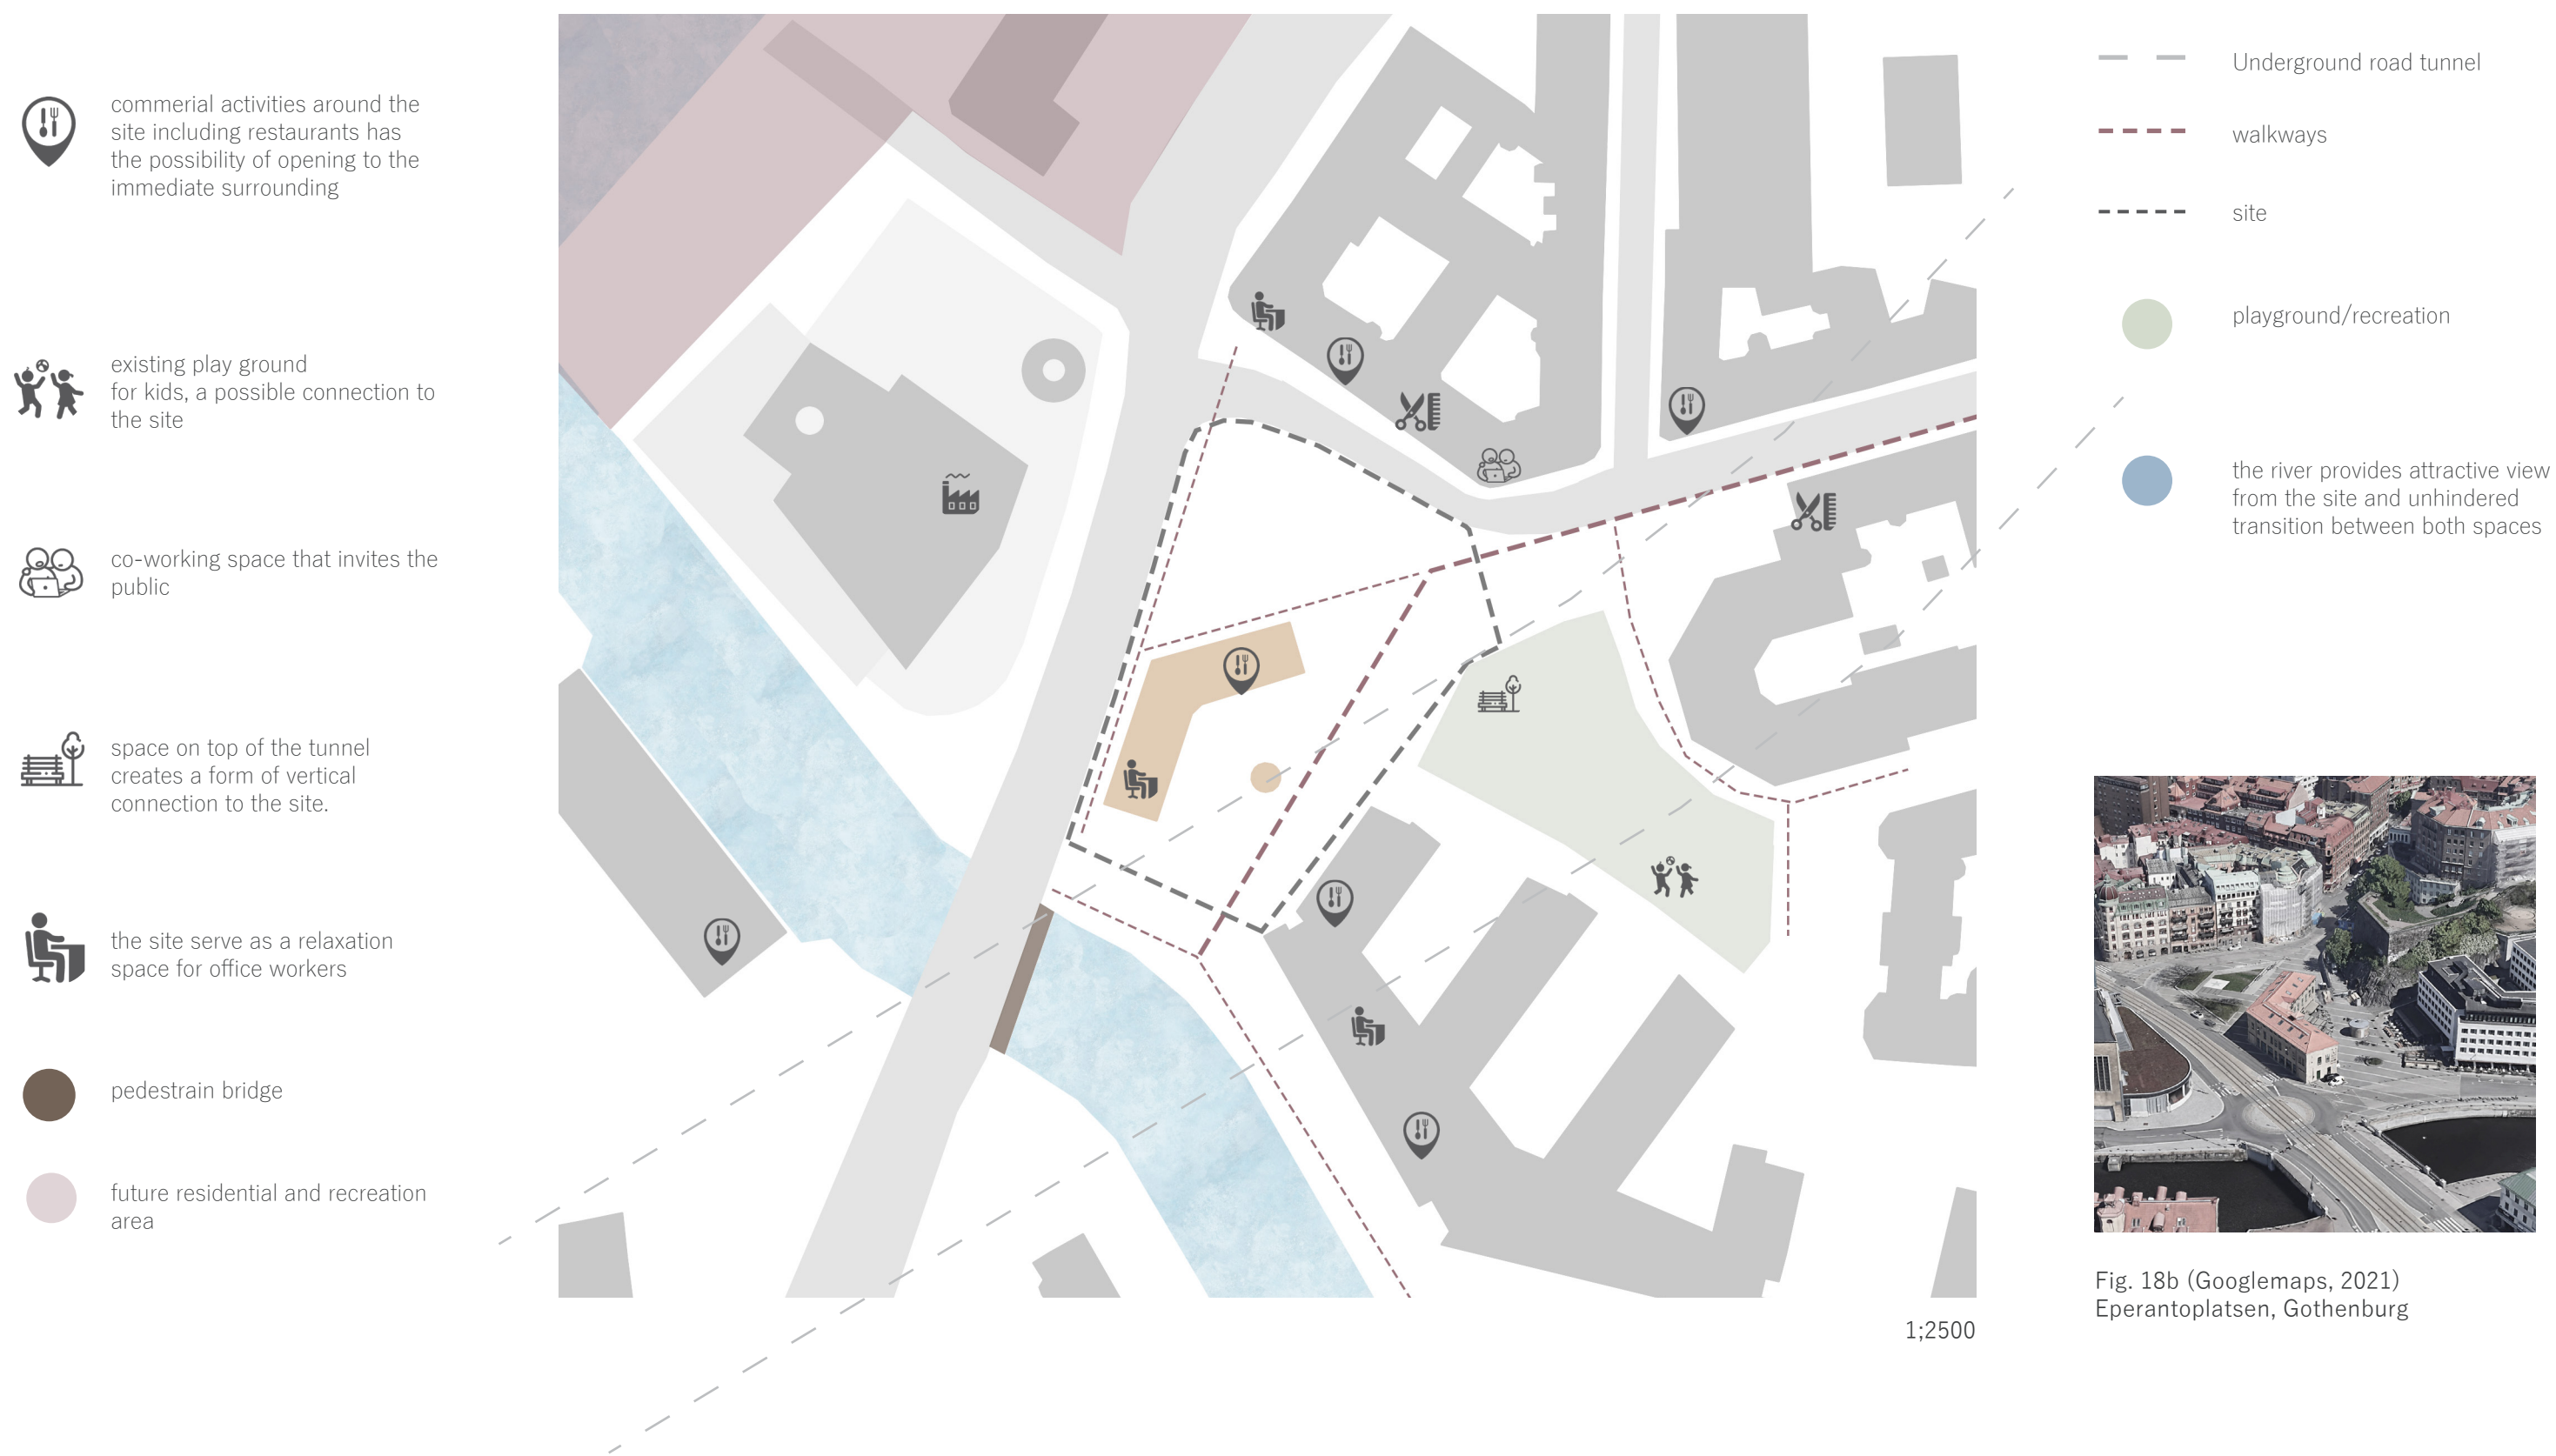 commerial activities around the
site including restaurants has
the possibility of opening to the
immediate surrounding
existing play ground
for kids, a possible connection to
the site
co-working space that invites the
public
space on top of the tunnel
creates a form of vertical
connection to the site.
the site serve as a relaxation
space for office workers
pedestrain bridge
future residential and recreation
area
1;2500
Underground road tunnel
walkways
site
playground/recreation
the river provides attractive view
from the site and unhindered
transition between both spaces
Fig. 18b (Googlemaps, 2021)
Eperantoplatsen, Gothenburg